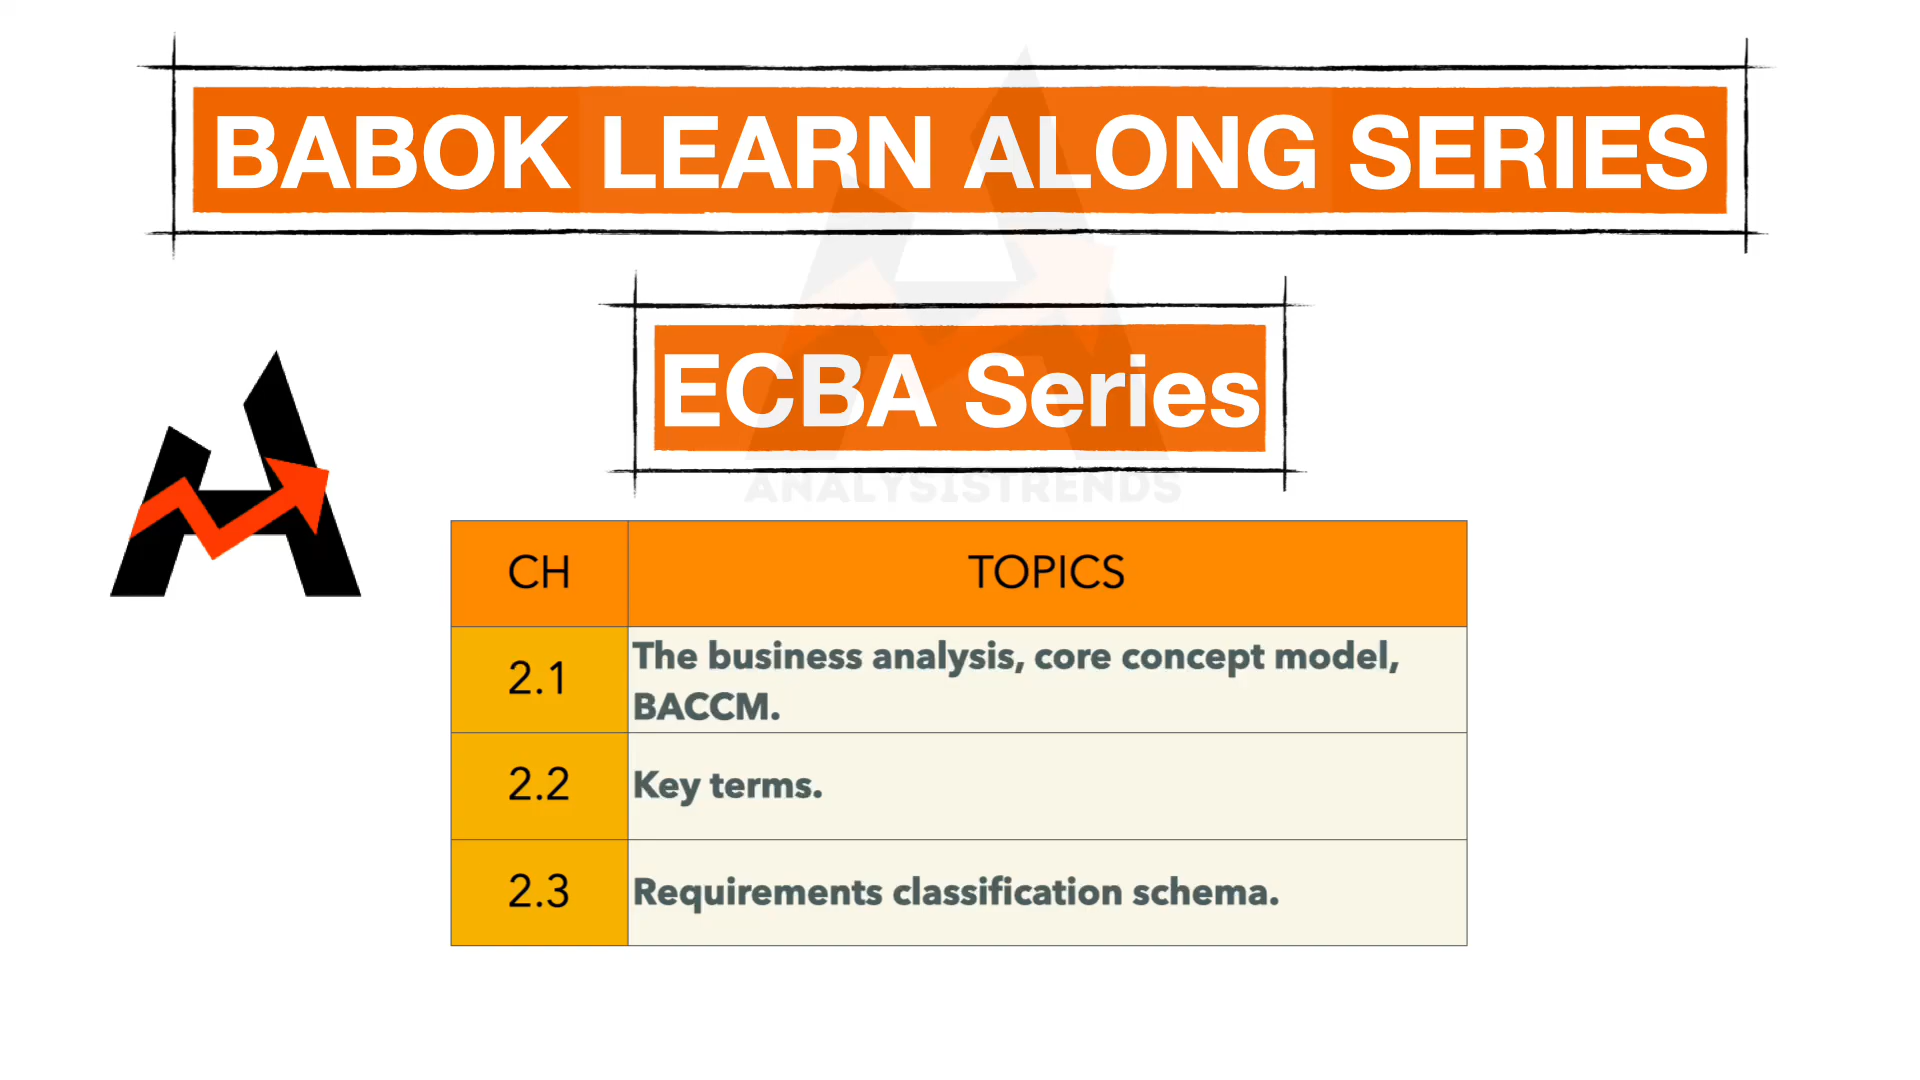 BABOK LEARN ALONG SERIES
ECBA Series
ANALYSISTRENDS
CH TOPICS
2.1 The business analysis, core concept model,
BACCM.
2.2 Key terms.
2.3 Requirements classification schema.